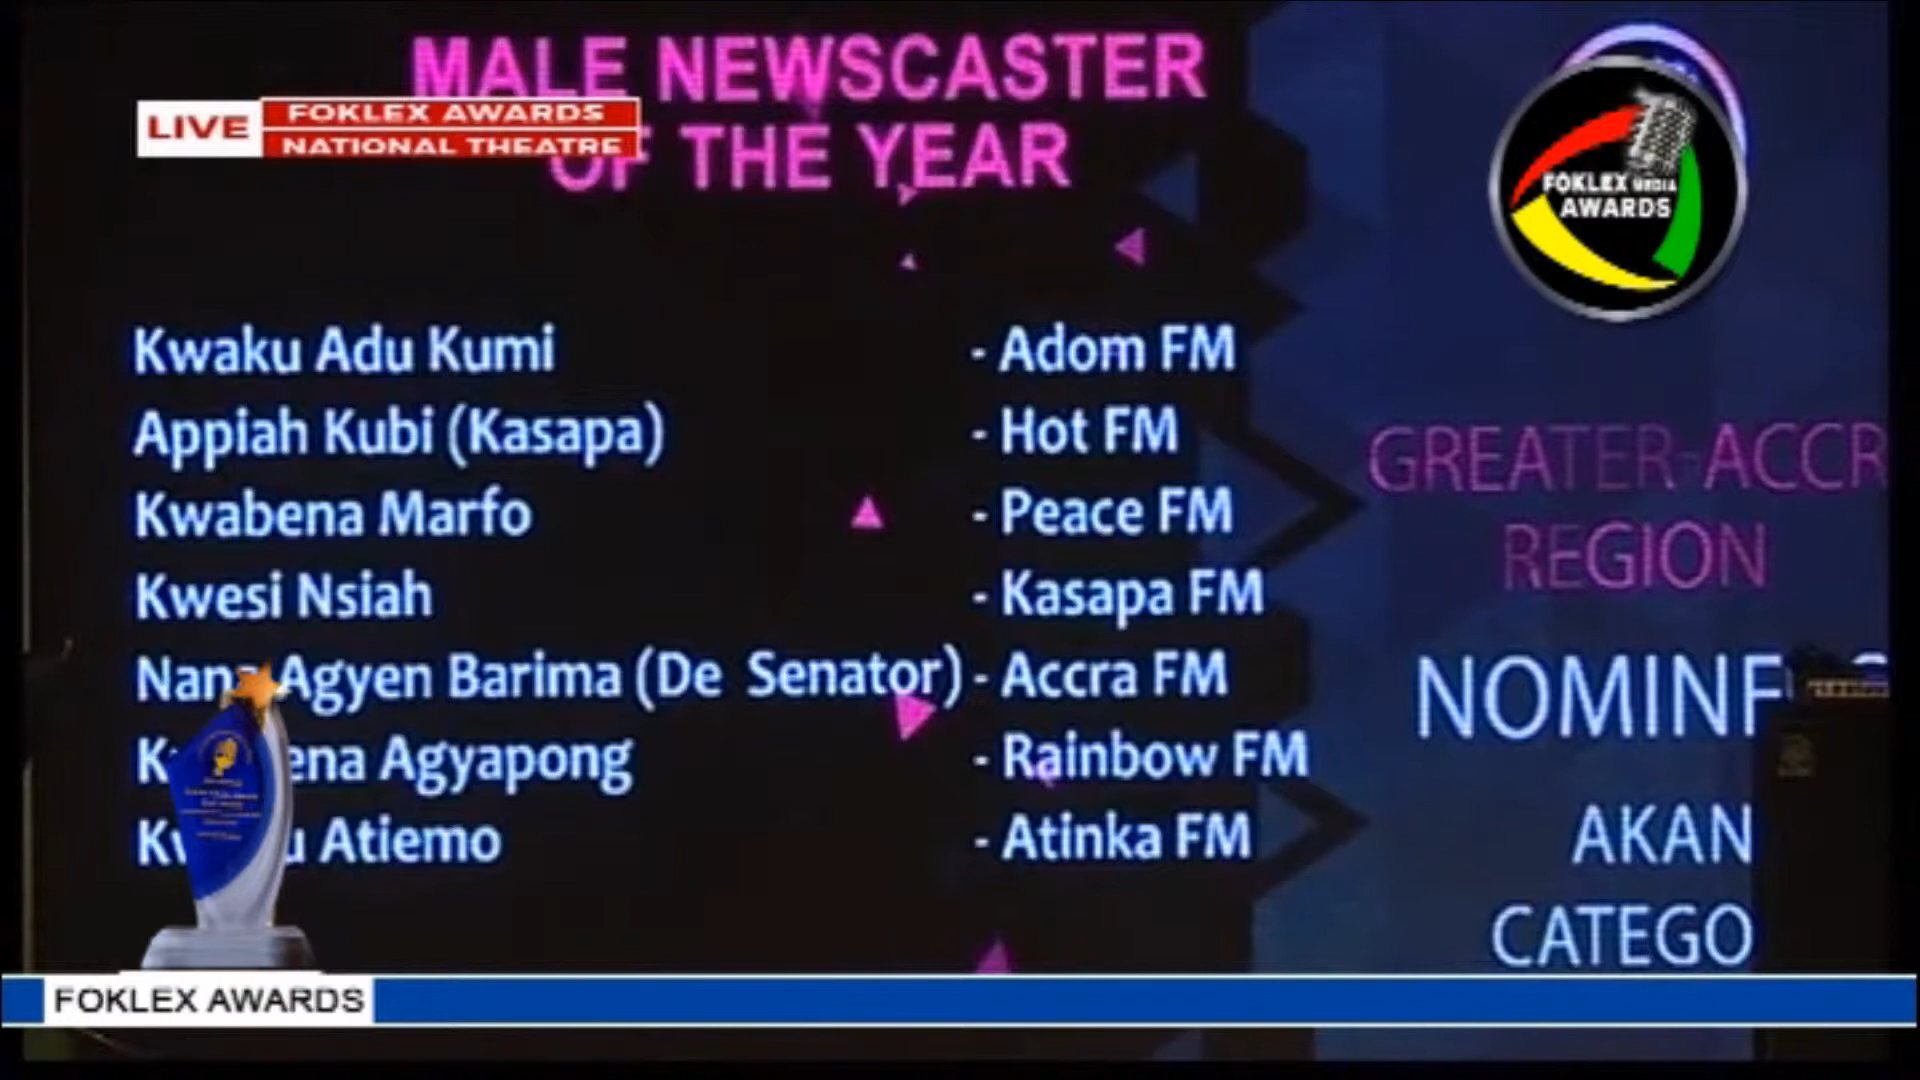 MALE NEWSCASTER
OF THE YEAR
LIVE
FOKLEX AWARDS
NATIONAL THEATRE
FOKLEX MEDIA
AWARDS
Kwaku Adu Kumi - Adom FM
Appiah Kubi (Kasapa) - Hot FM
Kwabena Marfo - Peace FM
Kwesi Nsiah - Kasapa FM
Agyen Barima (De Senator) - Accra FM
Agyapong - Rainbow FM
Atiemo - Atinka FM
GREATER-ACCR
REGION
NOMINE
AKAN
CATEGO
FOKLEX AWARDS